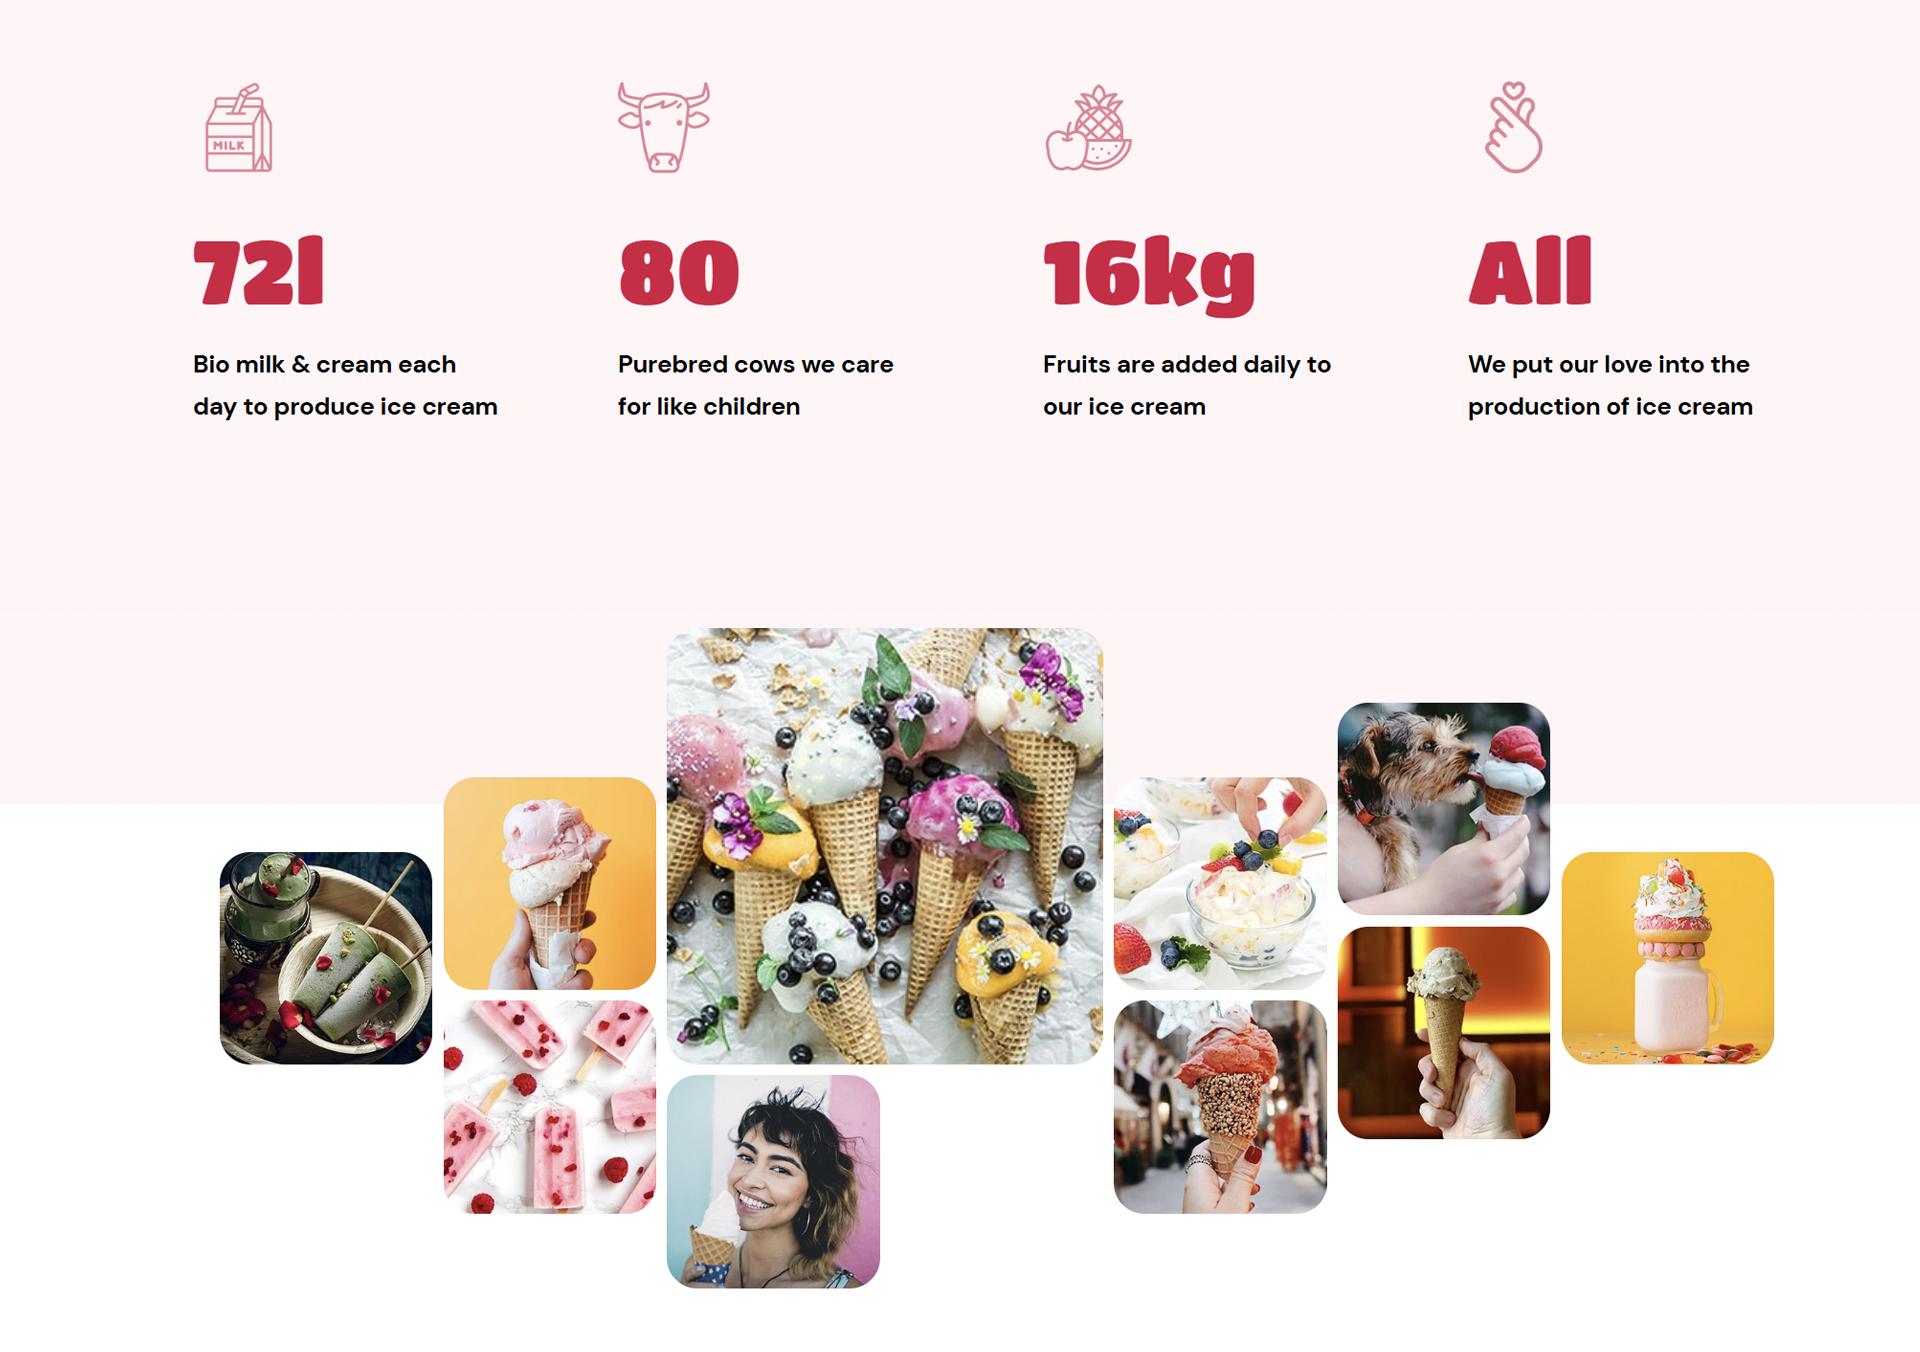 MILK
72l
Bio milk & cream each
day to produce ice cream
80
Purebred cows we care
for like children
16kg
Fruits are added daily to
our ice cream
All
We put our love into the
production of ice cream